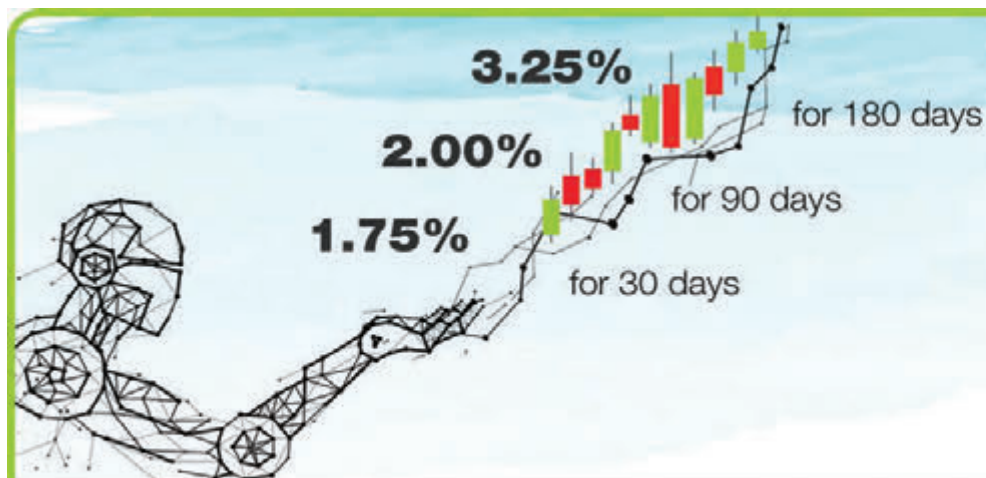 3.25%
for 180 days
2.00%
for 90 days
1.75%
for 30 days